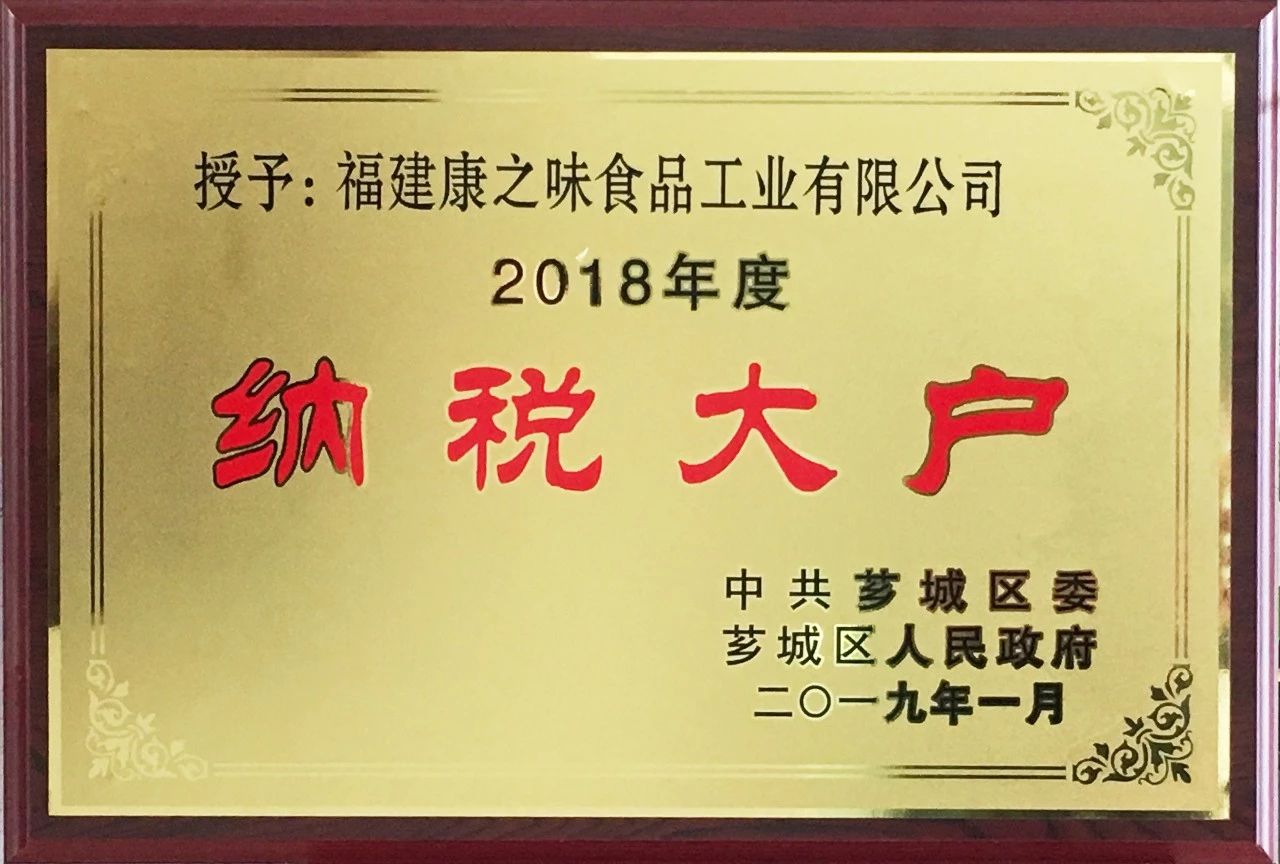 授予：福建康之味食品工业有限公司
2018年度
纳税大户
中共芗城区委
芗城区人民政府
二〇一九年一月